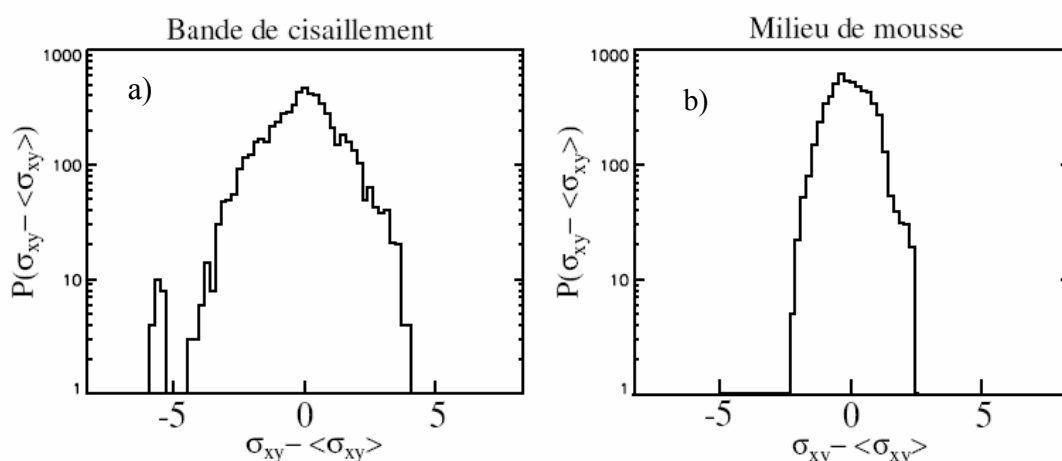 Bande de cisaillement
1000
100
10
1
a)
P(σxy− <σxy>)
-5 0 5
σxy− <σxy>
Milieu de mousse
1000
100
10
1
b)
P(σxy− <σxy>)
-5 0 5
σxy− <σxy>